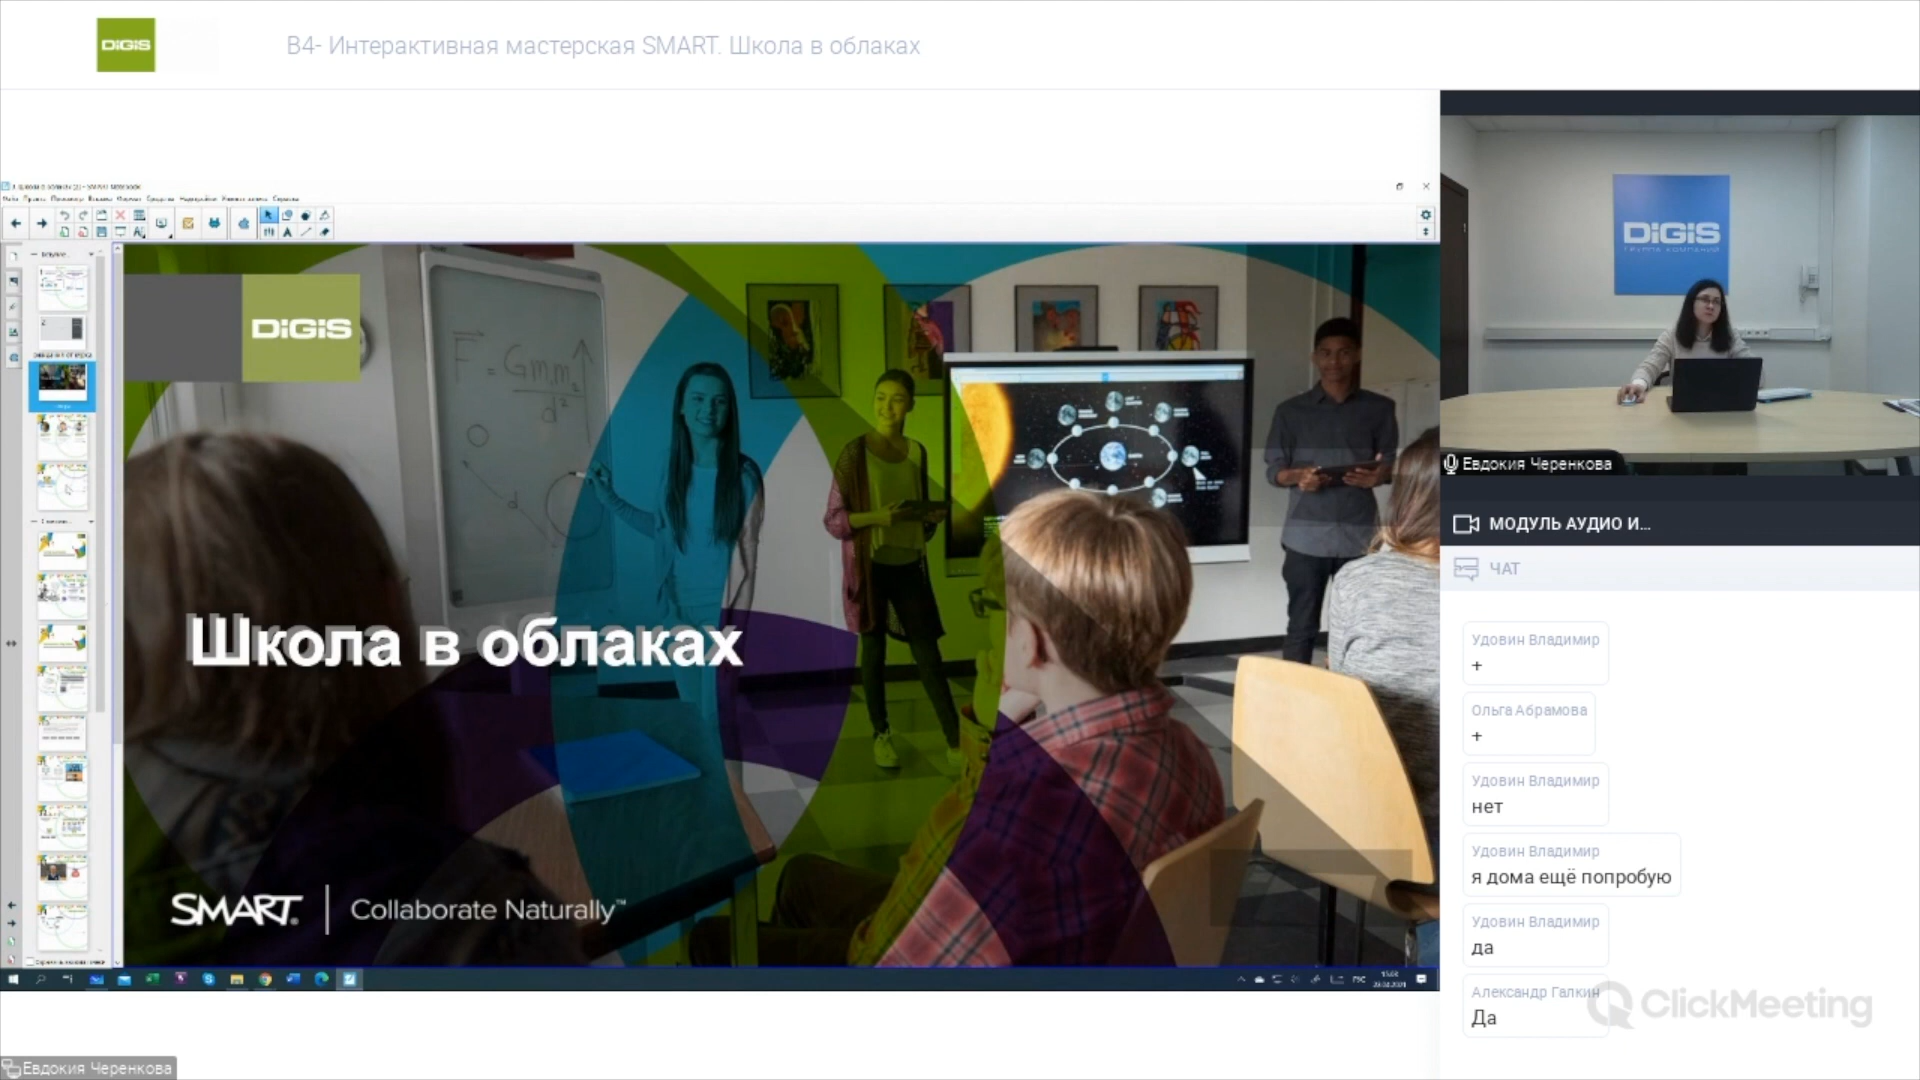 DiGiS
B4- Интерактивная мастерская SMART. Школа в облаках
DiGiS
DiGiS
ГРУППА КОМПАНИЙ
Евдокия Черенкова
МОДУЛЬ АУДИО И...
ЧАТ
Удовин Владимир
+
Ольга Абрамова
+
Удовин Владимир
нет
Удовин Владимир
я дома ещё попробую
Удовин Владимир
да
Александр Галкин
Да
ClickMeeting
Школа в облаках
SMART
Collaborate Naturally™
Евдокия Черенкова